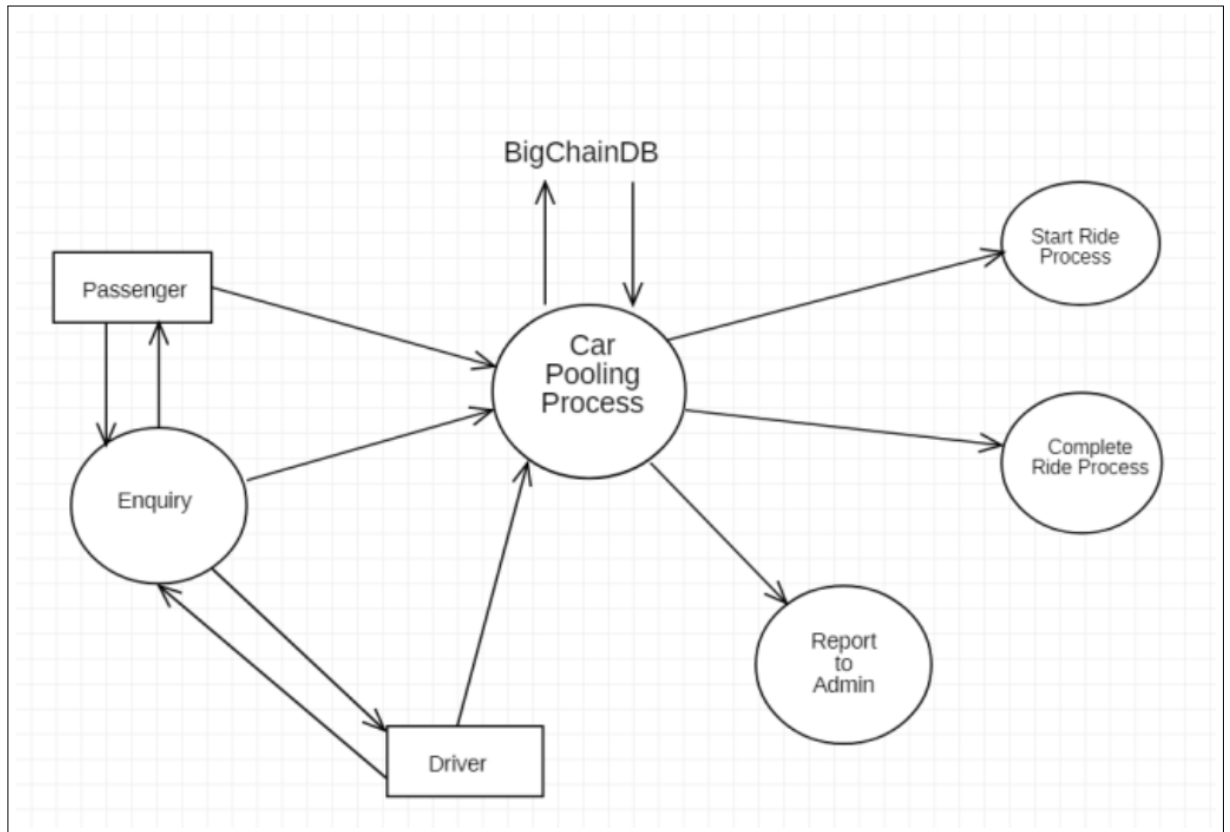 BigChainDB
Start Ride
Process
Passenger
Car
Pooling
Process
Complete
Ride Process
Enquiry
Report
to
Admin
Driver